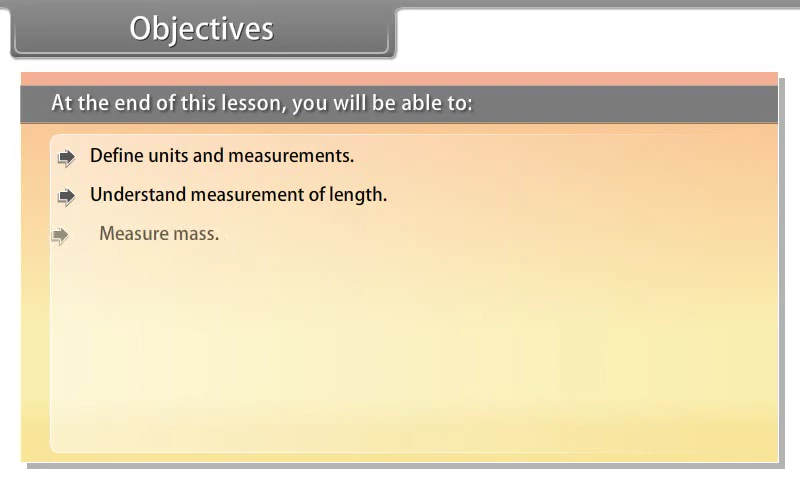 Objectives
At the end of this lesson, you will be able to:
Define units and measurements.
Understand measurement of length.
Measure mass.